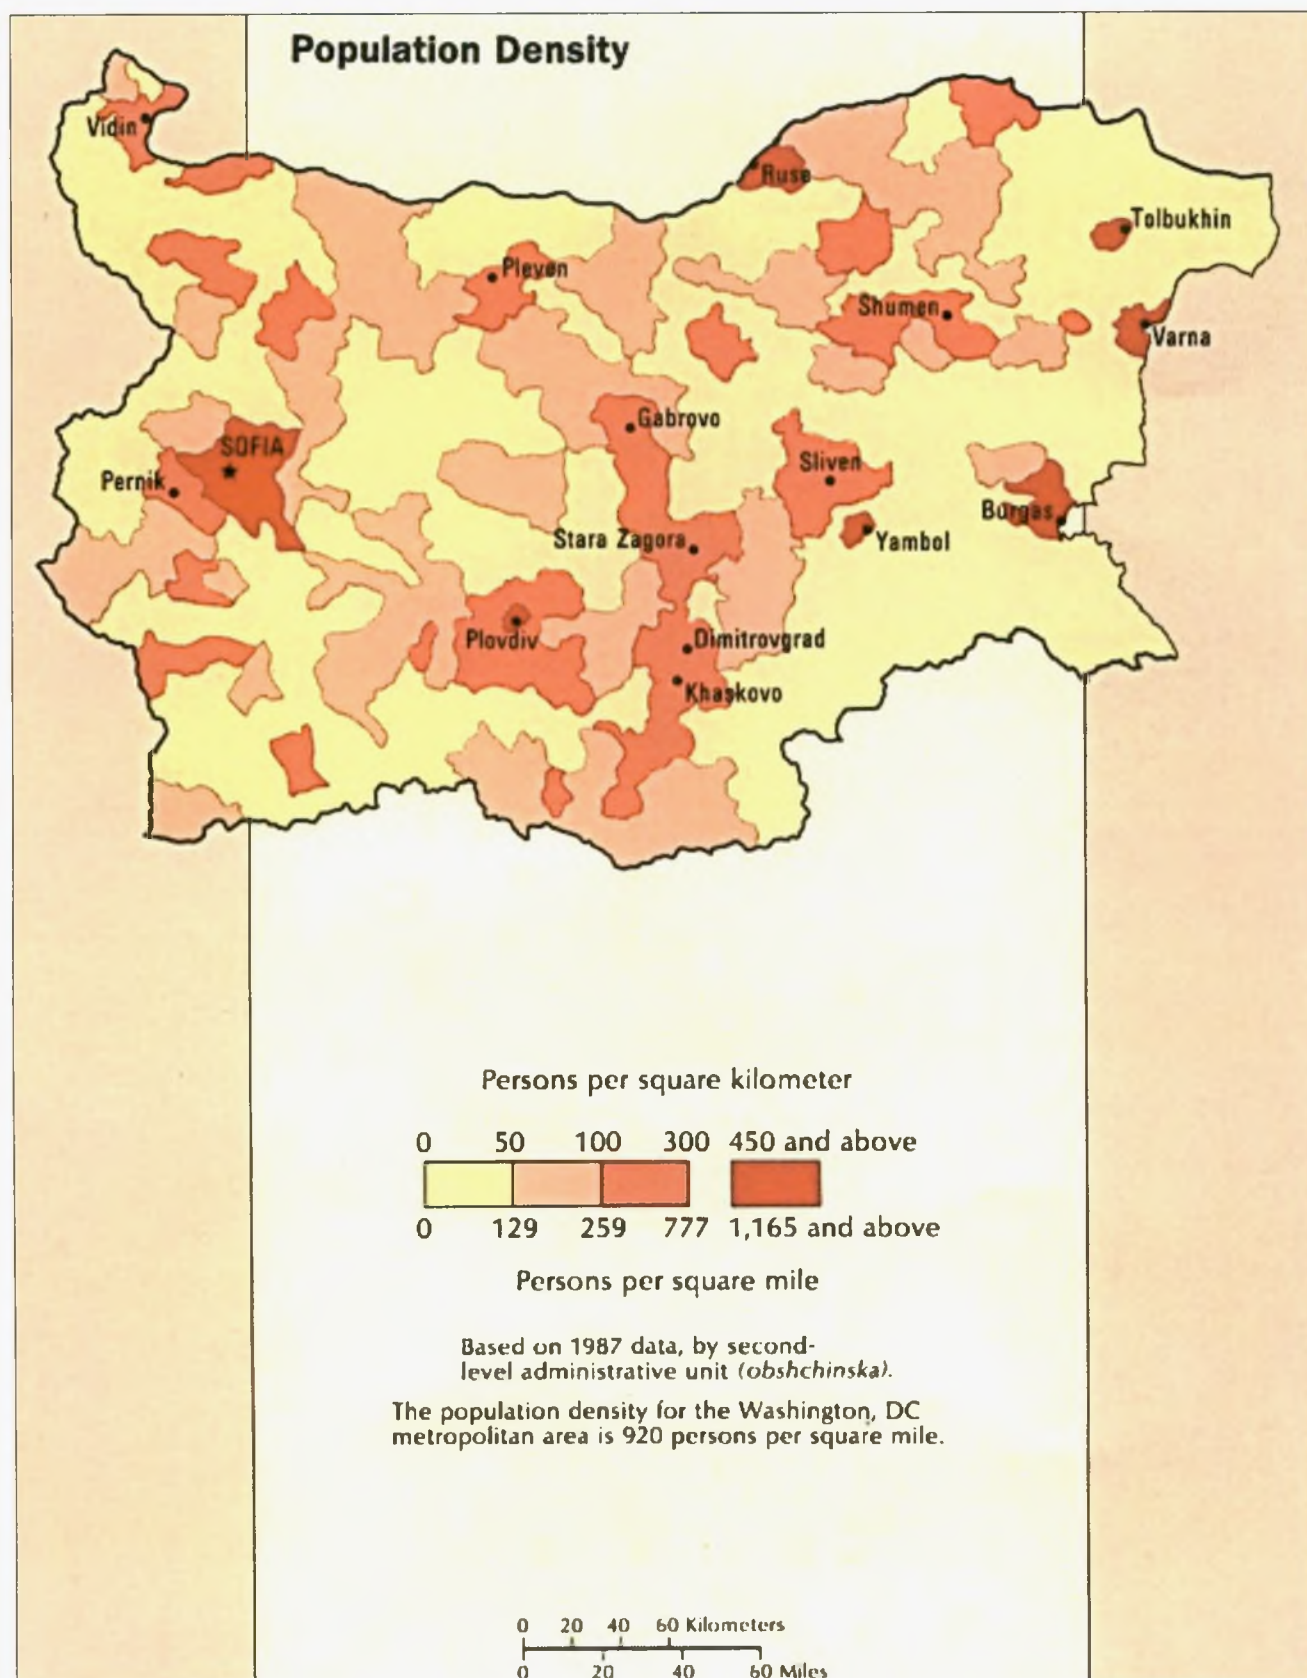 Population Density
Vidin
Ruse
Tolbukhin
Pleven
Shumen
Varna
Gabrovo
SOFIA
Sliven
Pernik
Burgas
Stara Zagora
Yambol
Plovdiv
Dimitrovgrad
Khaskovo
Persons per square kilometer
0 50 100 300 450 and above
0 129 259 777 1,165 and above
Persons per square mile
Based on 1987 data, by second-
level administrative unit (obshchinska).
The population density for the Washington, DC
metropolitan area is 920 persons per square mile.
0 20 40 60 Kilometers
0 20 40 60 Miles